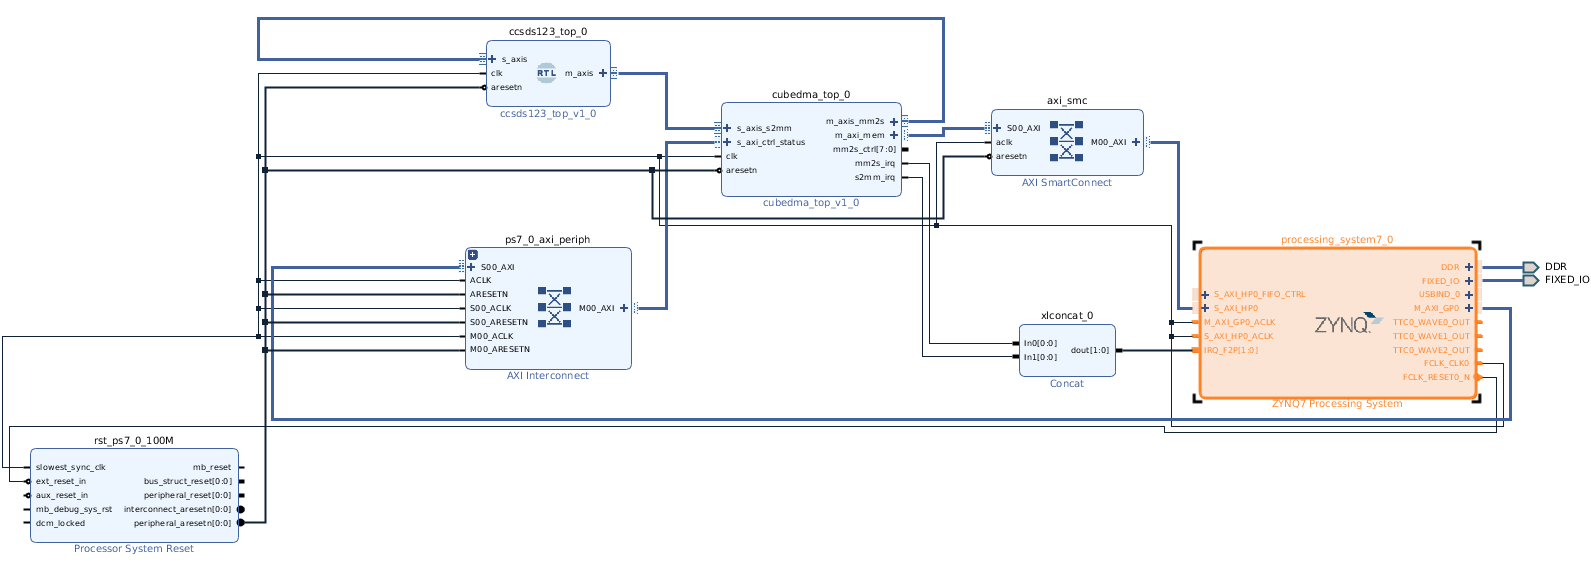 ccsds123_top_0
s_axis
clk
aresetn
RTL
m_axis
ccsds123_top_v1_0
cubedma_top_0
s_axis_s2mm
s_axi_ctrl_status
clk
aresetn
m_axis_mm2s
m_axi_mem
mm2s_ctrl[7:0]
mm2s_irq
s2mm_irq
cubedma_top_v1_0
axi_smc
S00_AXI
aclk
aresetn
M00_AXI
AXI SmartConnect
ps7_0_axi_periph
S00_AXI
ACLK
ARESETN
S00_ACLK
S00_ARESETN
M00_ACLK
M00_ARESETN
M00_AXI
AXI Interconnect
xlconcat_0
In0[0:0]
In1[0:0]
dout[1:0]
Concat
processing_system7_0
S_AXI_HP0_FIFO_CTRL
S_AXI_HP0
M_AXI_GP0_ACLK
S_AXI_HP0_ACLK
IRQ_F2P[1:0]
ZYNQ
DDR
FIXED_IO
USBIND_0
M_AXI_GP0
TTC0_WAVE0_OUT
TTC0_WAVE1_OUT
TTC0_WAVE2_OUT
FCLK_CLK0
FCLK_RESET0_N
ZYNQ7 Processing System
DDR
FIXED_IO
rst_ps7_0_100M
slowest_sync_clk
ext_reset_in
aux_reset_in
mb_debug_sys_rst
dcm_locked
mb_reset
bus_struct_reset[0:0]
peripheral_reset[0:0]
interconnect_aresetn[0:0]
peripheral_aresetn[0:0]
Processor System Reset